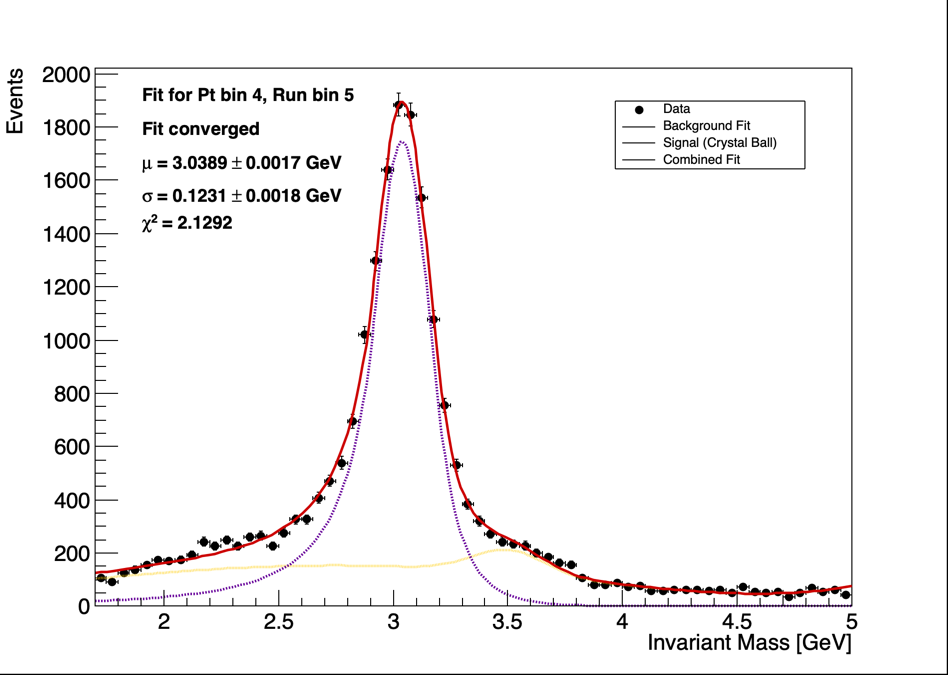 Events
2000
1800
1600
1400
1200
1000
800
600
400
200
0
Fit for Pt bin 4, Run bin 5
Fit converged
μ = 3.0389 ± 0.0017 GeV
σ = 0.1231 ± 0.0018 GeV
χ² = 2.1292
Data
Background Fit
Signal (Crystal Ball)
Combined Fit
2 2.5 3 3.5 4 4.5 5
Invariant Mass [GeV]